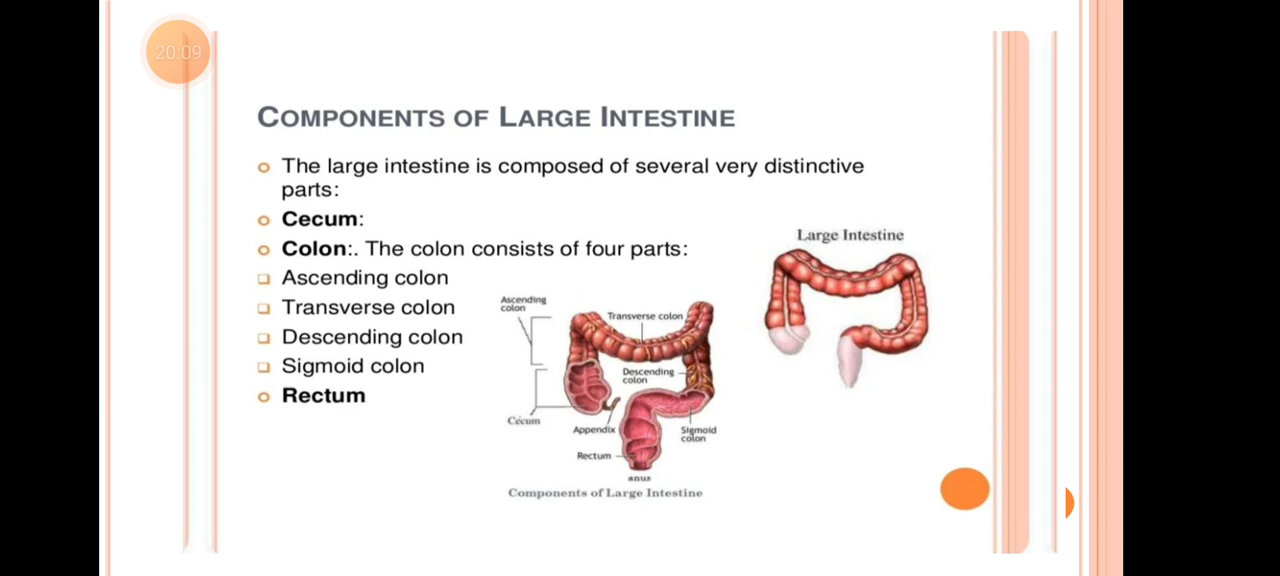 20:09
COMPONENTS OF LARGE INTESTINE
The large intestine is composed of several very distinctive
parts:
Cecum:
Colon:. The colon consists of four parts:
Ascending colon
Transverse colon
Descending colon
Sigmoid colon
Rectum
Ascending
colon
Transverse colon
Descending
colon
Cecum
Appendix
Sigmoid
colon
Rectum
anus
Components of Large Intestine
Large Intestine